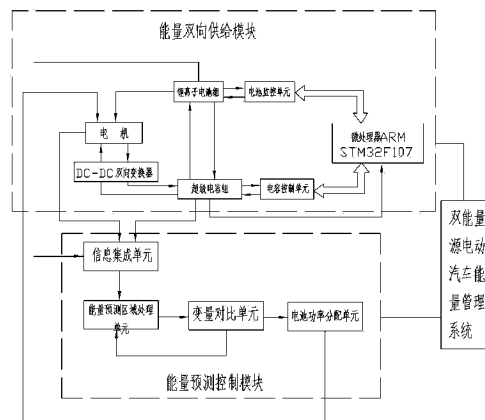 能量双向供给模块
锂离子电池组
电池监控单元
电 机
微处理器ARM
STM32F107
DC-DC双向变换器
超级电容组
电容控制单元
双能量
源电动
汽车能
量管理
系统
信息集成单元
能量预测区域处理
单元
变量对比单元
电池功率分配单元
能量预测控制模块